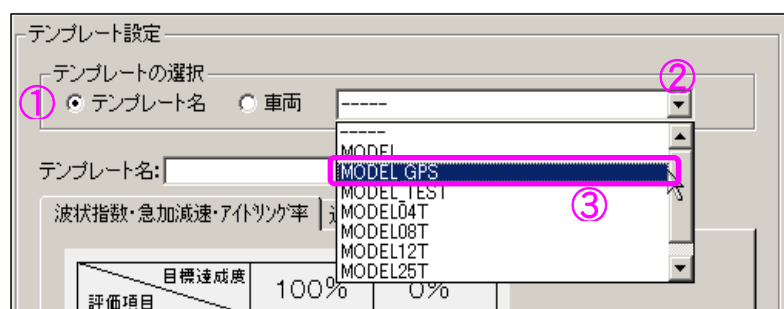 テンプレート設定
テンプレートの選択
① テンプレート名 車両 ----- ②
-----
MODEL
テンプレート名: MODEL_GPS
MODEL_TEST ③
波状指数・急加減速・アイドリング率 MODEL04T
MODEL08T
MODEL12T
MODEL25T
目標達成度 100% 0%
評価項目